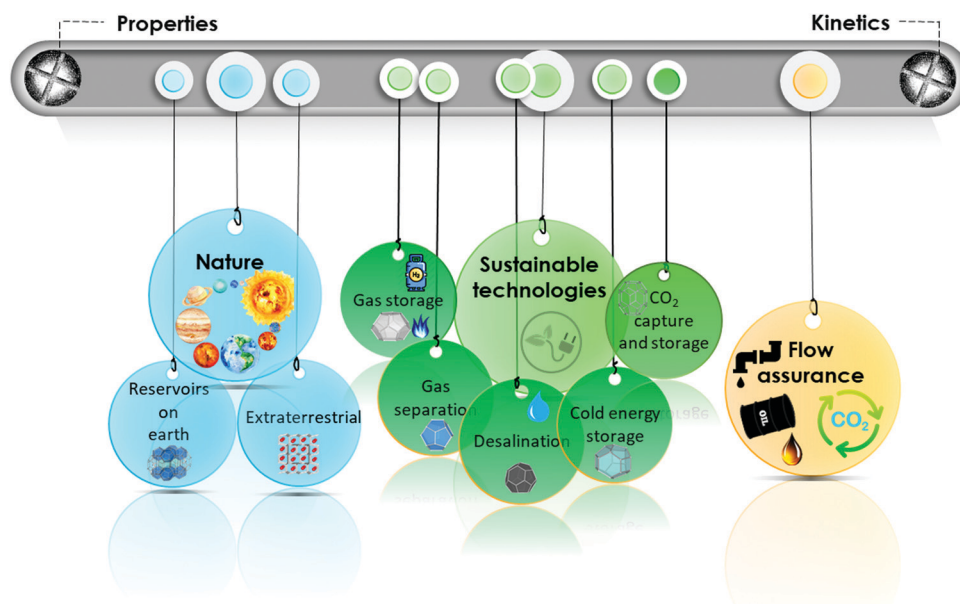 Properties
Kinetics
Nature
Reservoirs
on
earth
Extraterrestrial
H₂
Gas storage
Gas
separation
Sustainable
technologies
Desalination
Cold energy
storage
CO₂
capture
and storage
Flow
assurance
OIL
CO₂